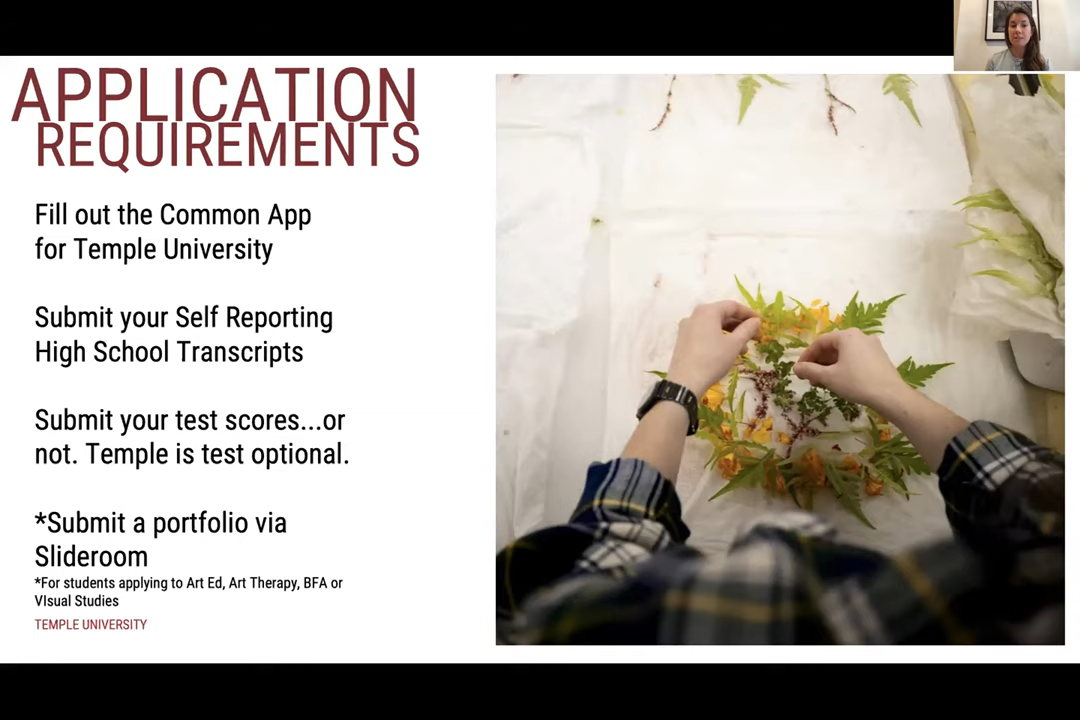 APPLICATION
REQUIREMENTS
Fill out the Common App
for Temple University
Submit your Self Reporting
High School Transcripts
Submit your test scores...or
not. Temple is test optional.
*Submit a portfolio via
Slideroom
*For students applying to Art Ed, Art Therapy, BFA or
VIsual Studies
TEMPLE UNIVERSITY